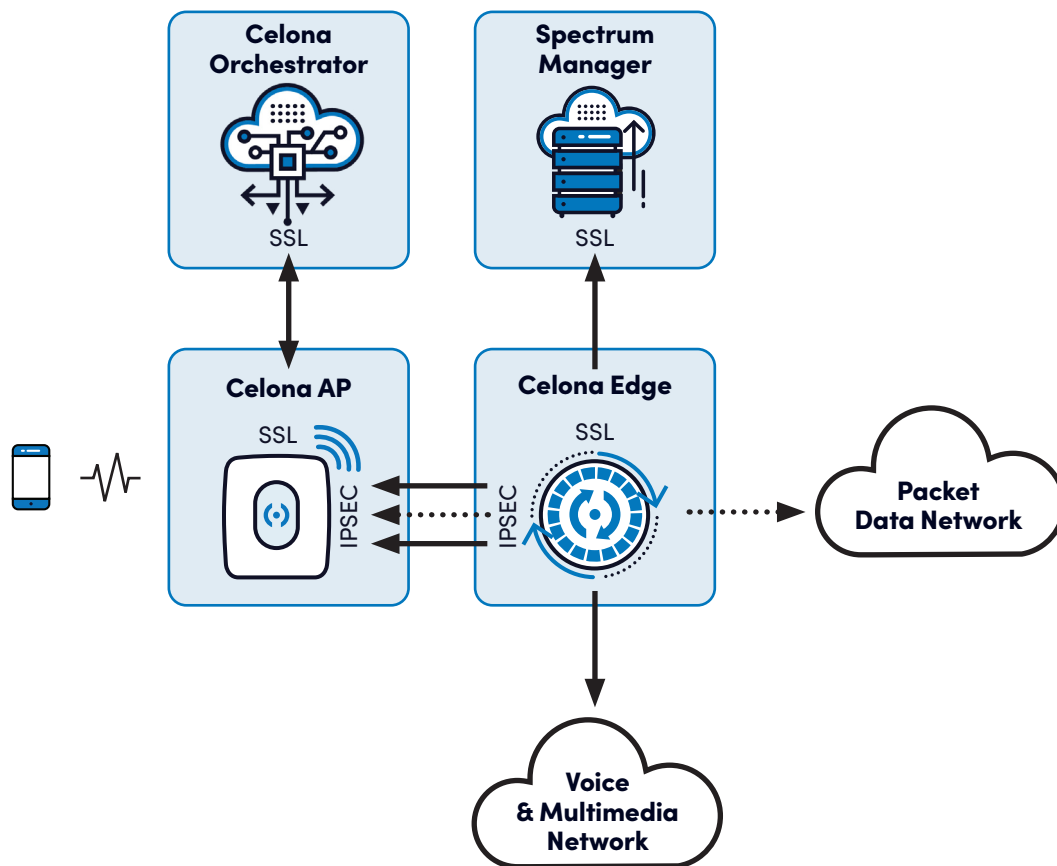 Celona
Orchestrator
SSL
Spectrum
Manager
SSL
Celona AP
SSL
IPSEC
Celona Edge
SSL
IPSEC
Packet
Data Network
Voice
& Multimedia
Network